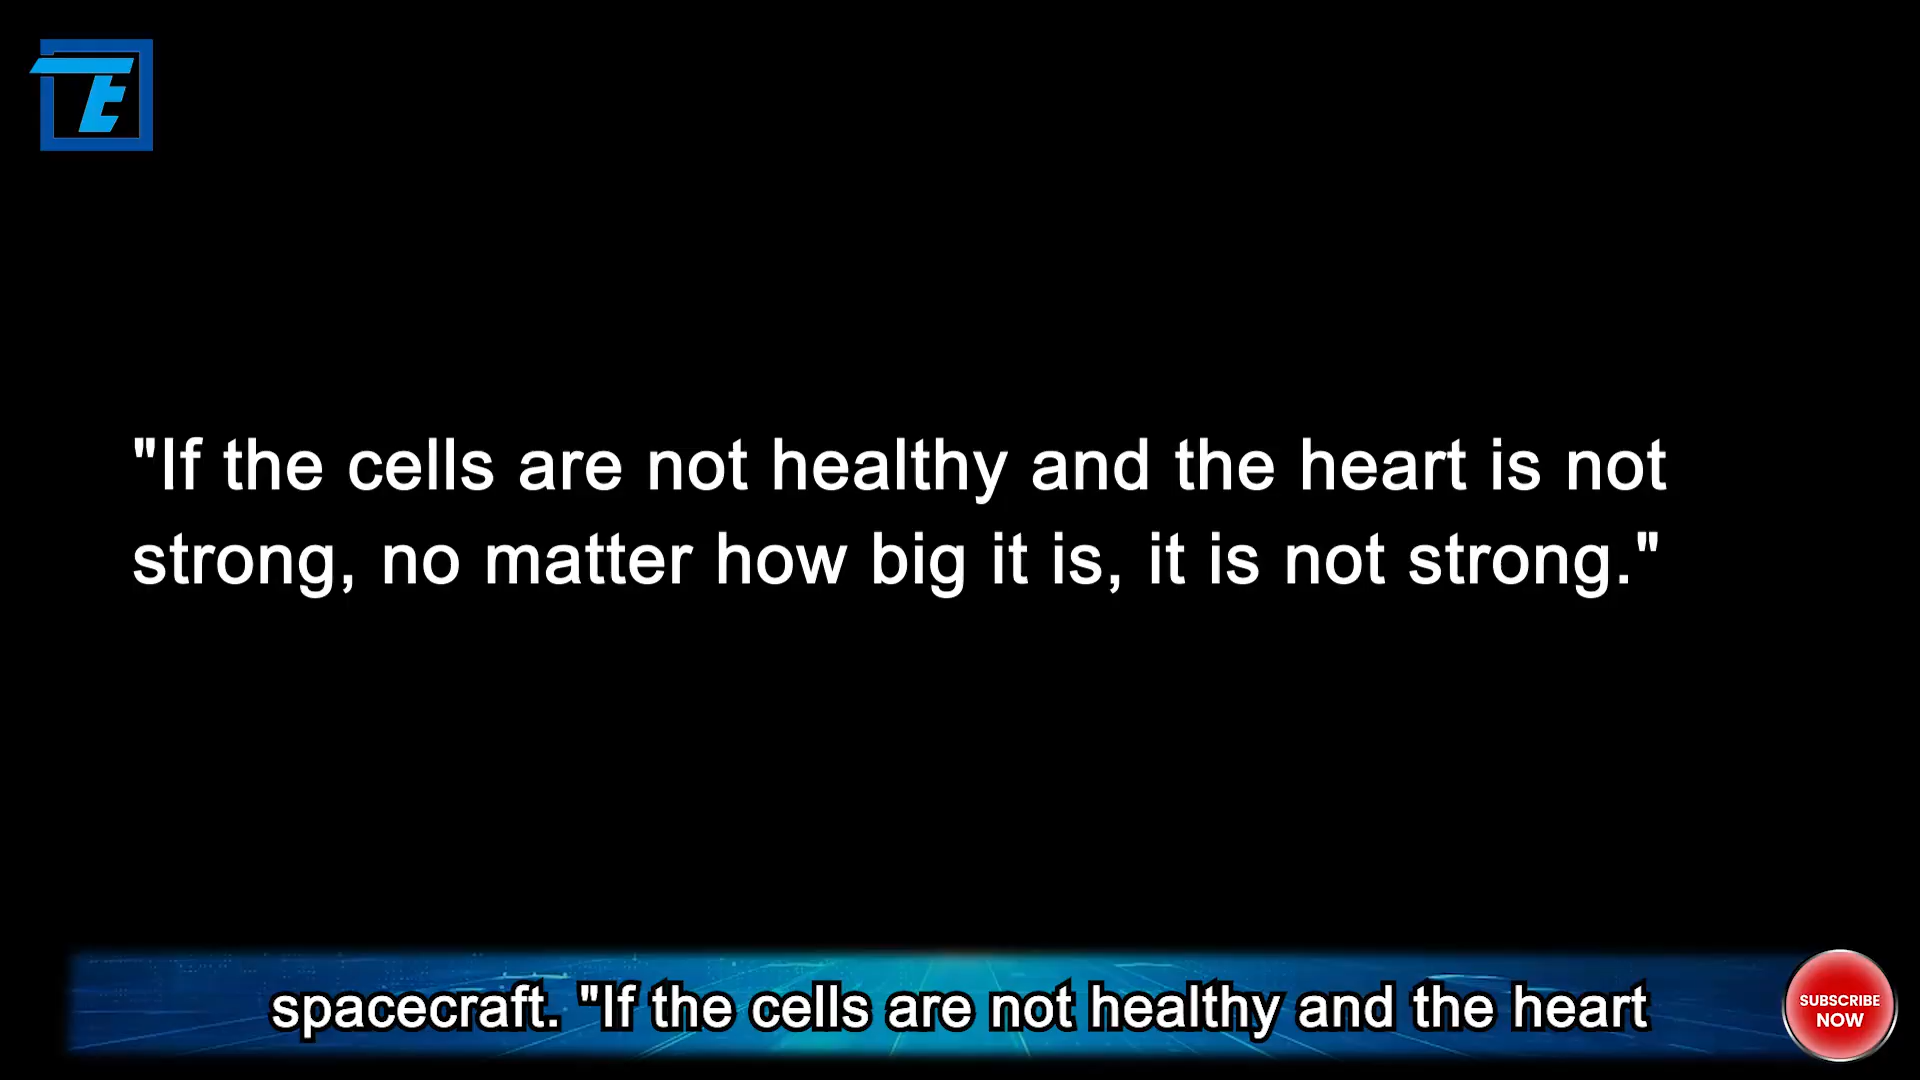 TE
"If the cells are not healthy and the heart is not
strong, no matter how big it is, it is not strong."
spacecraft. "If the cells are not healthy and the heart
SUBSCRIBE
NOW